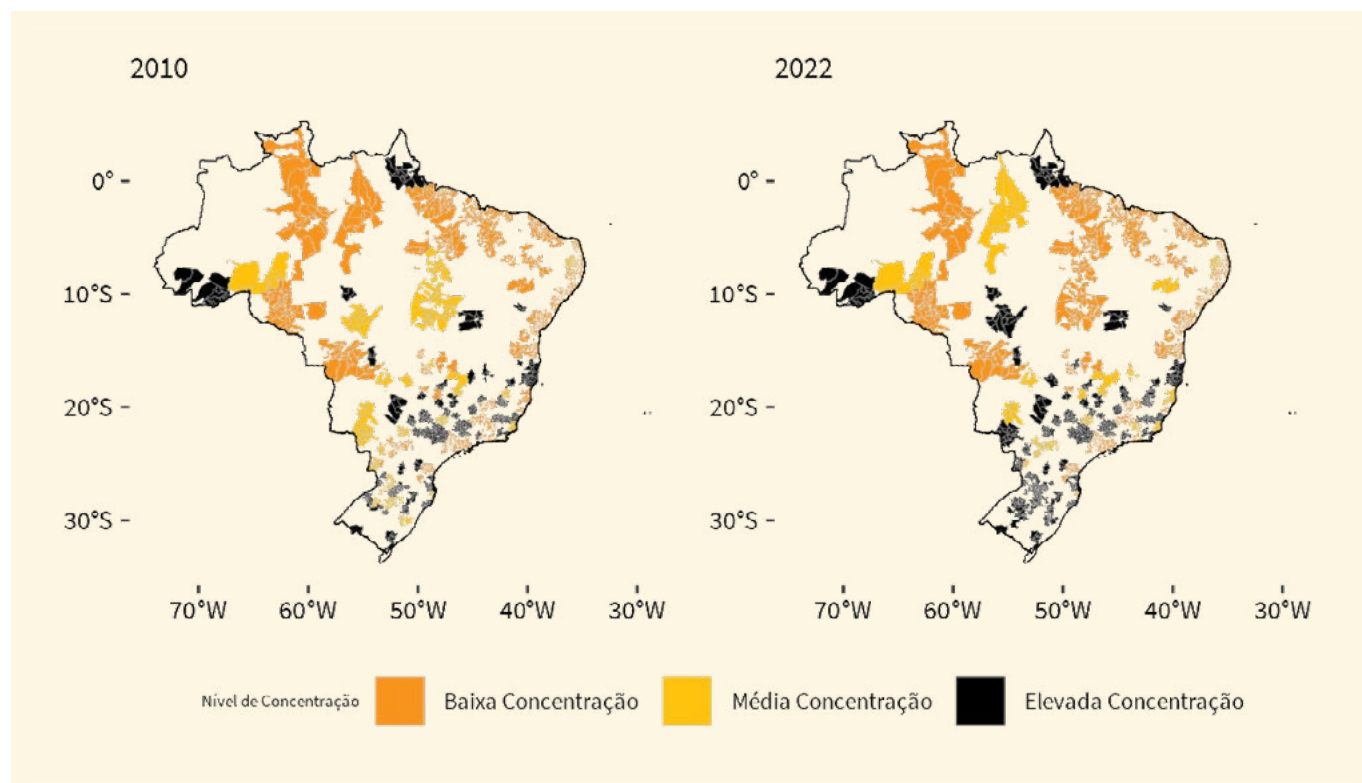 2010
2022
0°
10°S
20°S
30°S
70°W 60°W 50°W 40°W 30°W
0°
10°S
20°S
30°S
70°W 60°W 50°W 40°W 30°W
Nível de Concentração Baixa Concentração Média Concentração Elevada Concentração